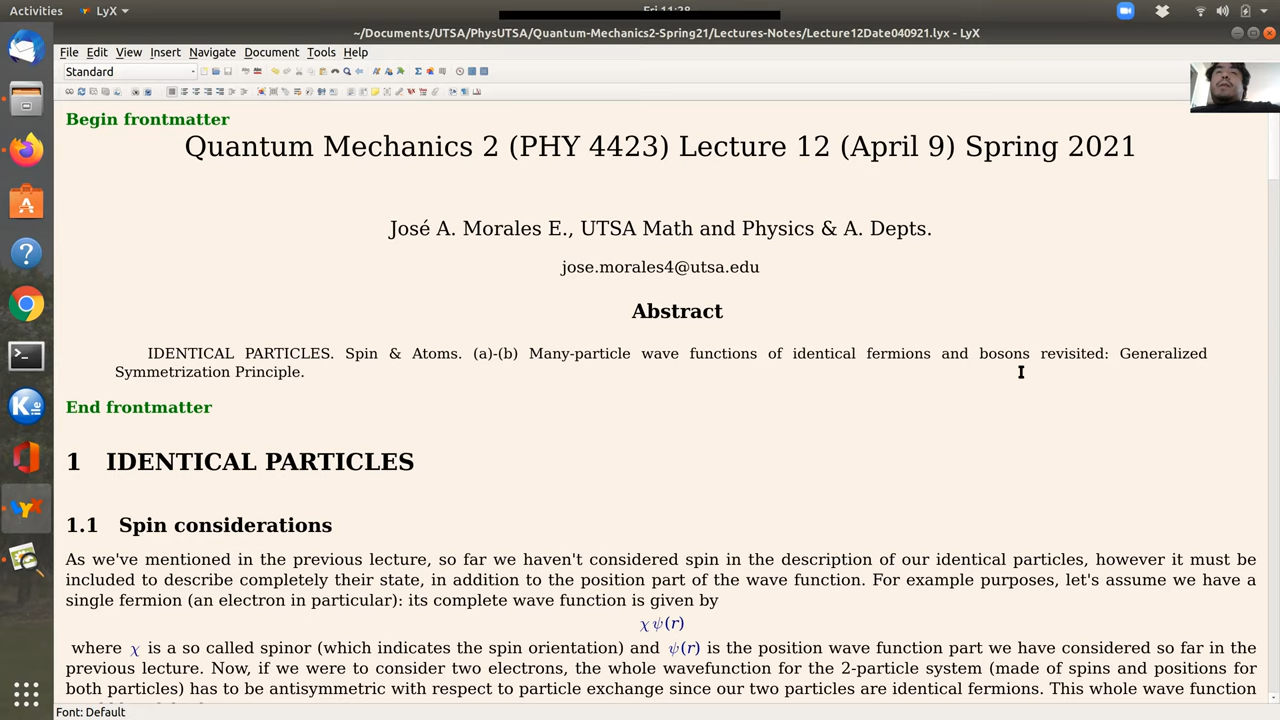 Activities LyX
~/Documents/UTSA/PhysUTSA/Quantum-Mechanics2-Spring21/Lectures-Notes/Lecture12Date040921.lyx - LyX
File Edit View Insert Navigate Document Tools Help
Standard
Begin frontmatter
Quantum Mechanics 2 (PHY 4423) Lecture 12 (April 9) Spring 2021
José A. Morales E., UTSA Math and Physics & A. Depts.
jose.morales4@utsa.edu
Abstract
IDENTICAL PARTICLES. Spin & Atoms. (a)-(b) Many-particle wave functions of identical fermions and bosons revisited: Generalized
Symmetrization Principle.
End frontmatter
1 IDENTICAL PARTICLES
1.1 Spin considerations
As we've mentioned in the previous lecture, so far we haven't considered spin in the description of our identical particles, however it must be
included to describe completely their state, in addition to the position part of the wave function. For example purposes, let's assume we have a
single fermion (an electron in particular): its complete wave function is given by
χψ(r)
where χ is a so called spinor (which indicates the spin orientation) and ψ(r) is the position wave function part we have considered so far in the
previous lecture. Now, if we were to consider two electrons, the whole wavefunction for the 2-particle system (made of spins and positions for
both particles) has to be antisymmetric with respect to particle exchange since our two particles are identical fermions. This whole wave function
Font: Default